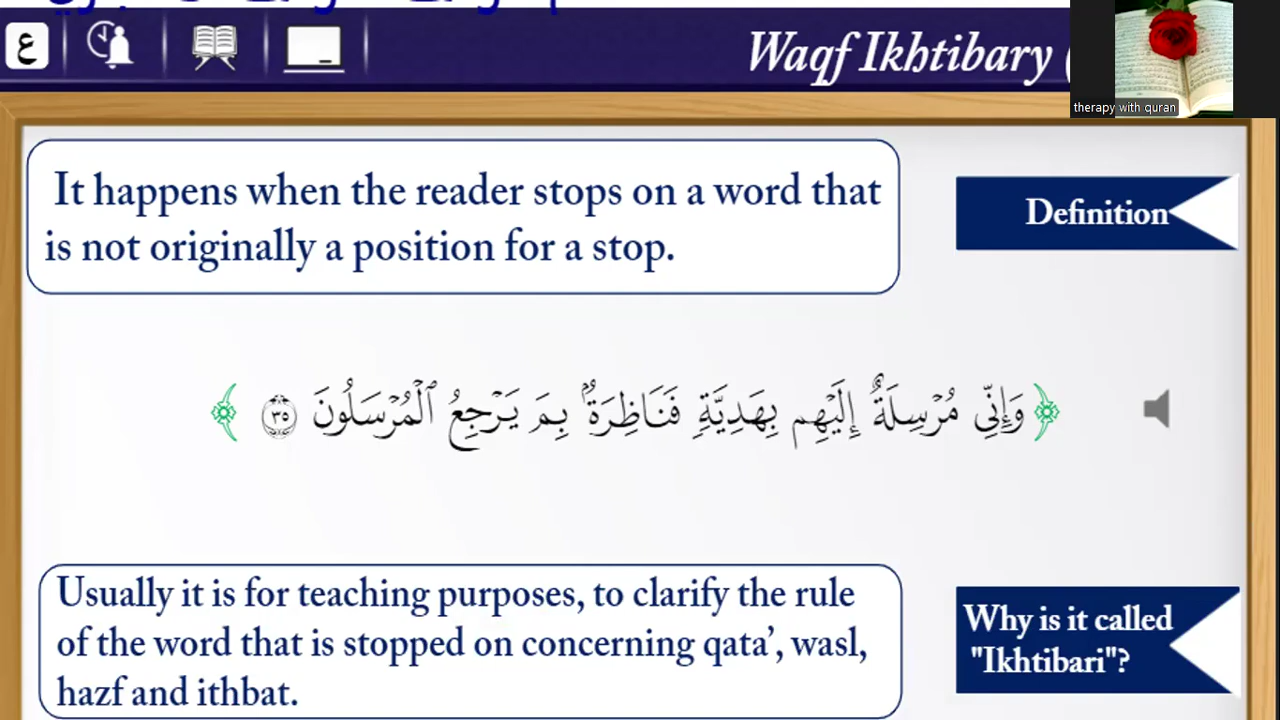 ع
Waqf Ikhtibary (
therapy with quran
It happens when the reader stops on a word that
is not originally a position for a stop.
Definition
وَإِنِّي مُرْسِلَةٌ إِلَيْهِم بِهَدِيَّةٍ فَنَاظِرَةٌۢ بِمَ يَرْجِعُ ٱلْمُرْسَلُونَ ٣٥
Usually it is for teaching purposes, to clarify the rule
of the word that is stopped on concerning qata’, wasl,
hazf and ithbat.
Why is it called
"Ikhtibari"?